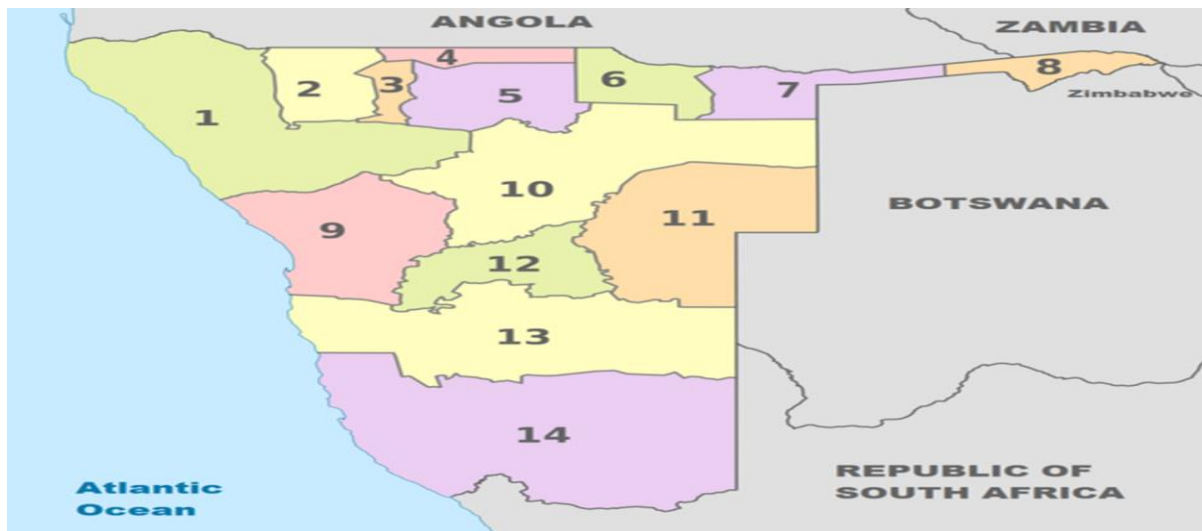 ANGOLA
ZAMBIA
4
8
2
3
5
6
7
Zimbabwe
1
10
BOTSWANA
11
9
12
13
14
REPUBLIC OF
SOUTH AFRICA
Atlantic
Ocean